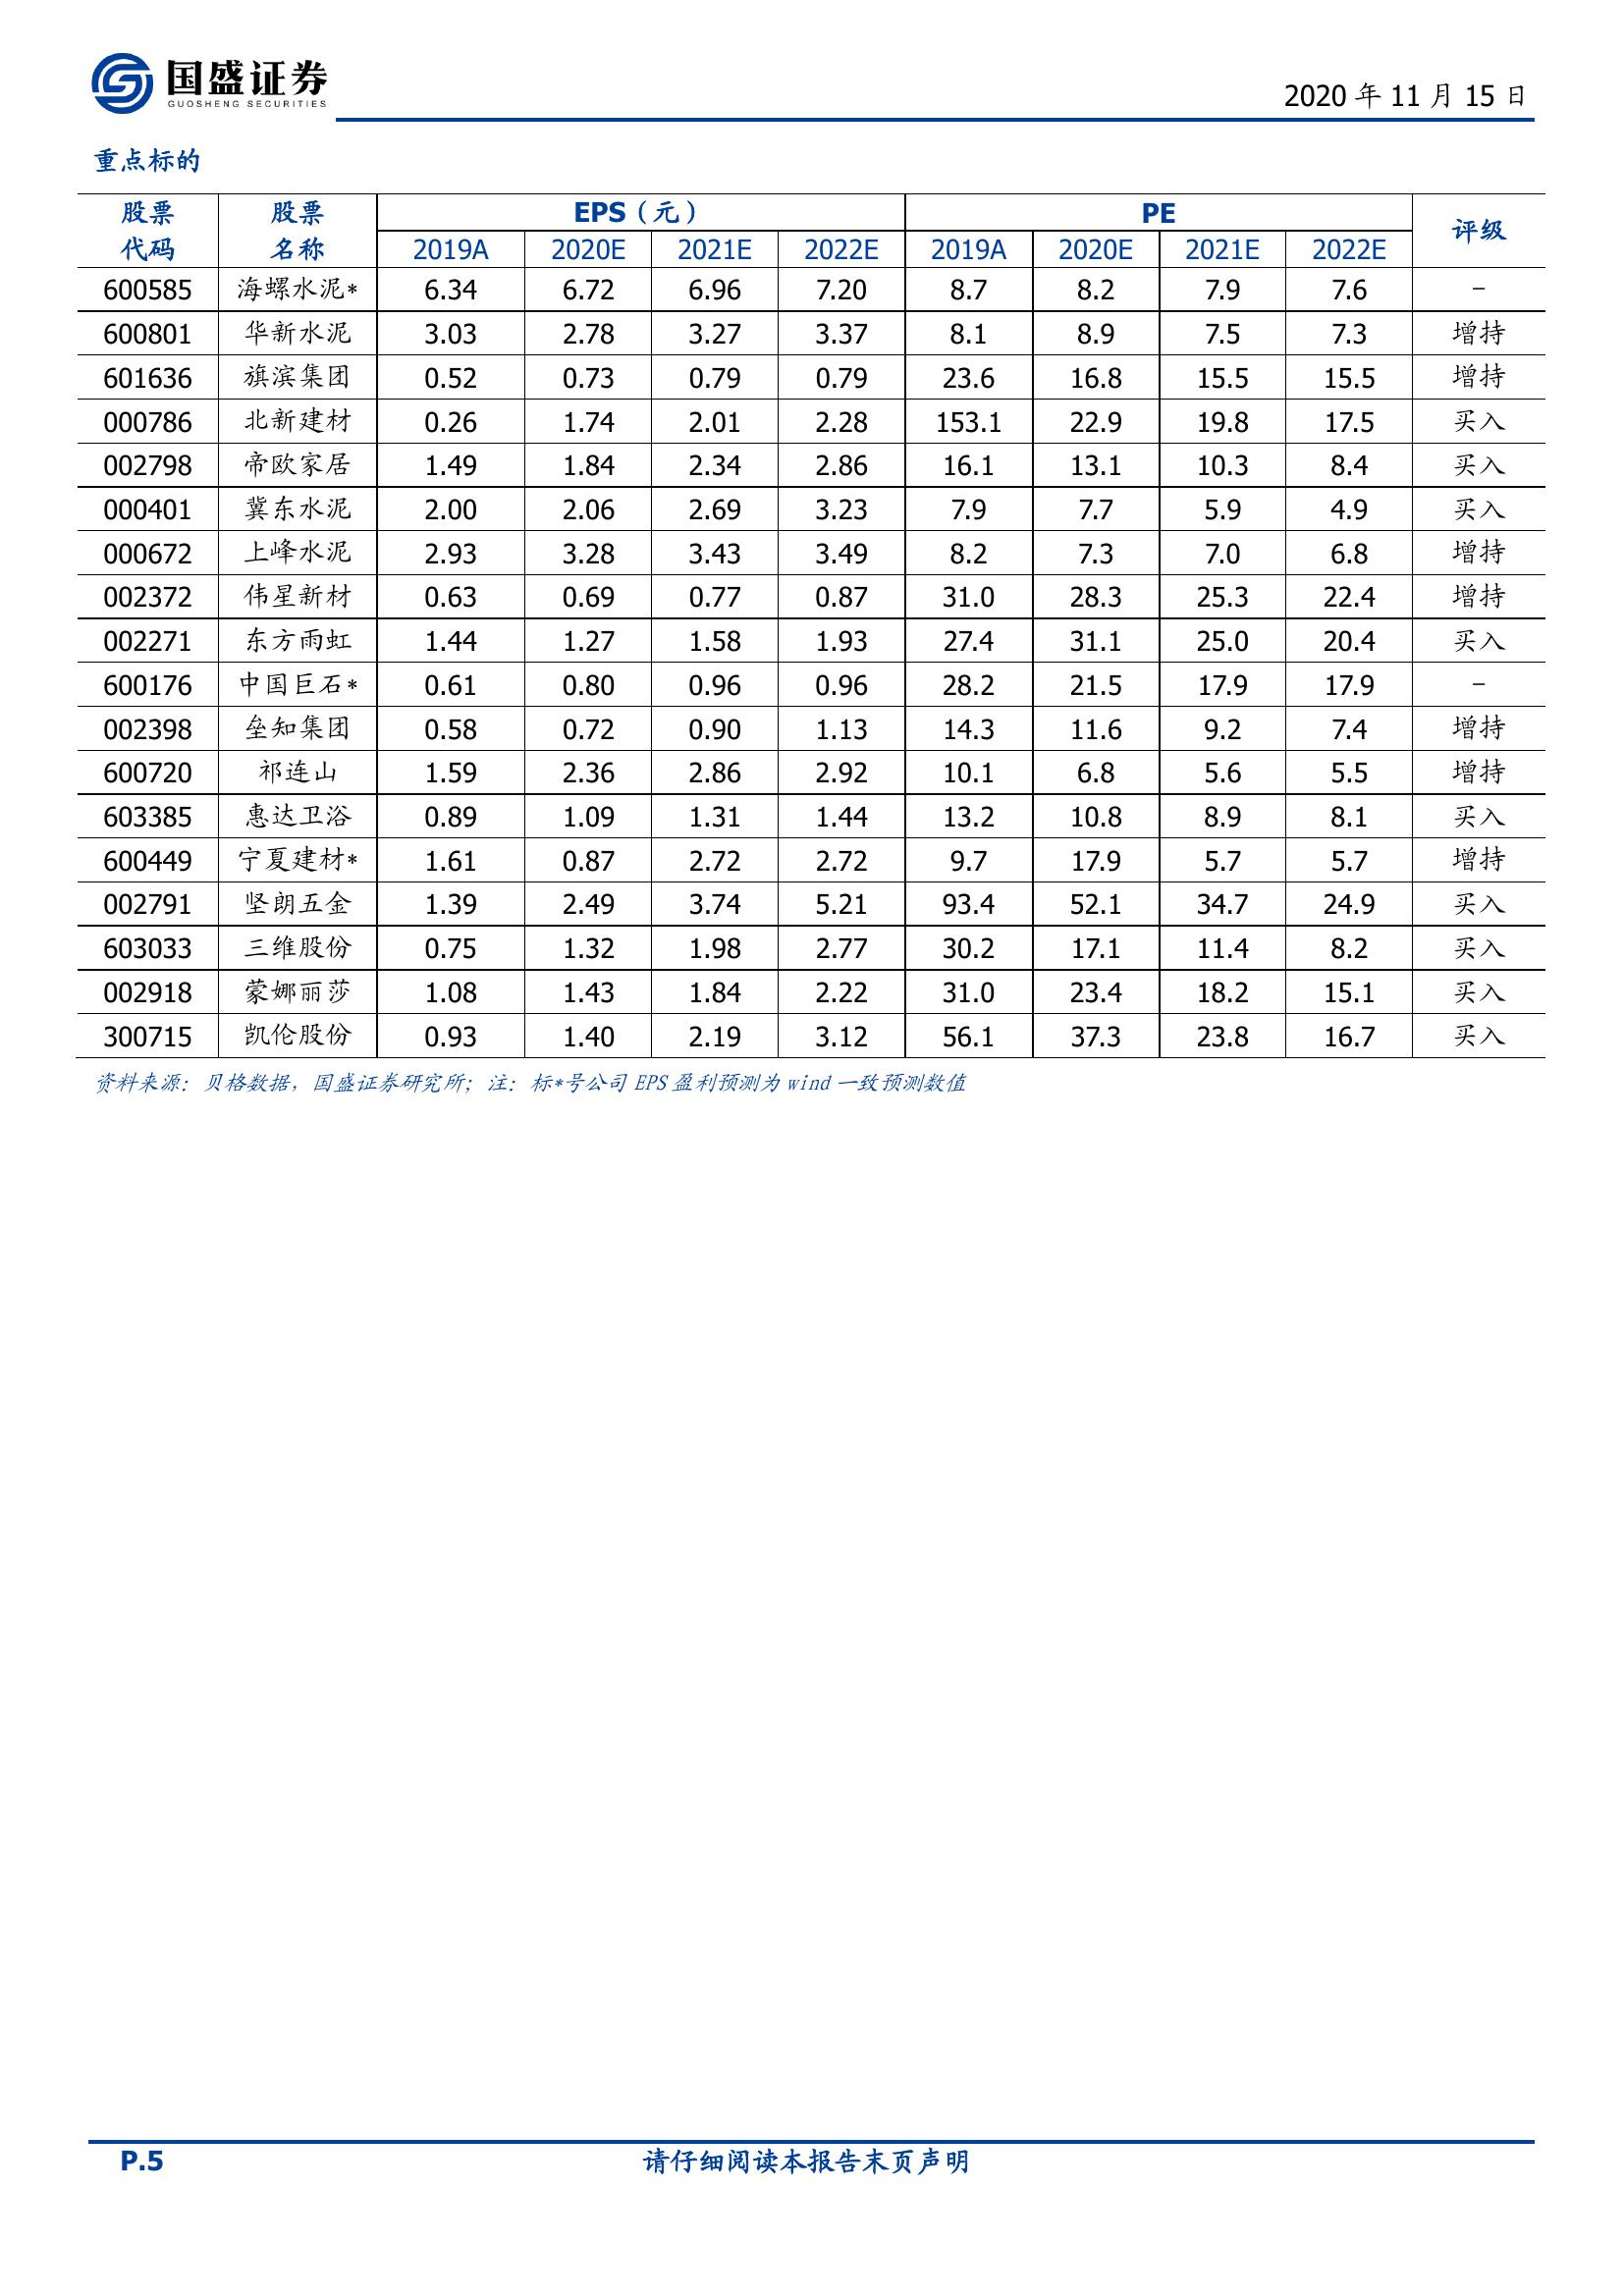 国盛证券
GUOSHENG SECURITIES
2020 年 11 月 15 日
重点标的
股票 股票 EPS（元） PE 评级
代码 名称 2019A 2020E 2021E 2022E 2019A 2020E 2021E 2022E
600585 海螺水泥* 6.34 6.72 6.96 7.20 8.7 8.2 7.9 7.6 -
600801 华新水泥 3.03 2.78 3.27 3.37 8.1 8.9 7.5 7.3 增持
601636 旗滨集团 0.52 0.73 0.79 0.79 23.6 16.8 15.5 15.5 增持
000786 北新建材 0.26 1.74 2.01 2.28 153.1 22.9 19.8 17.5 买入
002798 帝欧家居 1.49 1.84 2.34 2.86 16.1 13.1 10.3 8.4 买入
000401 冀东水泥 2.00 2.06 2.69 3.23 7.9 7.7 5.9 4.9 买入
000672 上峰水泥 2.93 3.28 3.43 3.49 8.2 7.3 7.0 6.8 增持
002372 伟星新材 0.63 0.69 0.77 0.87 31.0 28.3 25.3 22.4 增持
002271 东方雨虹 1.44 1.27 1.58 1.93 27.4 31.1 25.0 20.4 买入
600176 中国巨石* 0.61 0.80 0.96 0.96 28.2 21.5 17.9 17.9 -
002398 垒知集团 0.58 0.72 0.90 1.13 14.3 11.6 9.2 7.4 增持
600720 祁连山 1.59 2.36 2.86 2.92 10.1 6.8 5.6 5.5 增持
603385 惠达卫浴 0.89 1.09 1.31 1.44 13.2 10.8 8.9 8.1 买入
600449 宁夏建材* 1.61 0.87 2.72 2.72 9.7 17.9 5.7 5.7 增持
002791 坚朗五金 1.39 2.49 3.74 5.21 93.4 52.1 34.7 24.9 买入
603033 三维股份 0.75 1.32 1.98 2.77 30.2 17.1 11.4 8.2 买入
002918 蒙娜丽莎 1.08 1.43 1.84 2.22 31.0 23.4 18.2 15.1 买入
300715 凯伦股份 0.93 1.40 2.19 3.12 56.1 37.3 23.8 16.7 买入
资料来源：贝格数据，国盛证券研究所；注：标*号公司 EPS 盈利预测为 wind 一致预测数值
P.5 请仔细阅读本报告末页声明